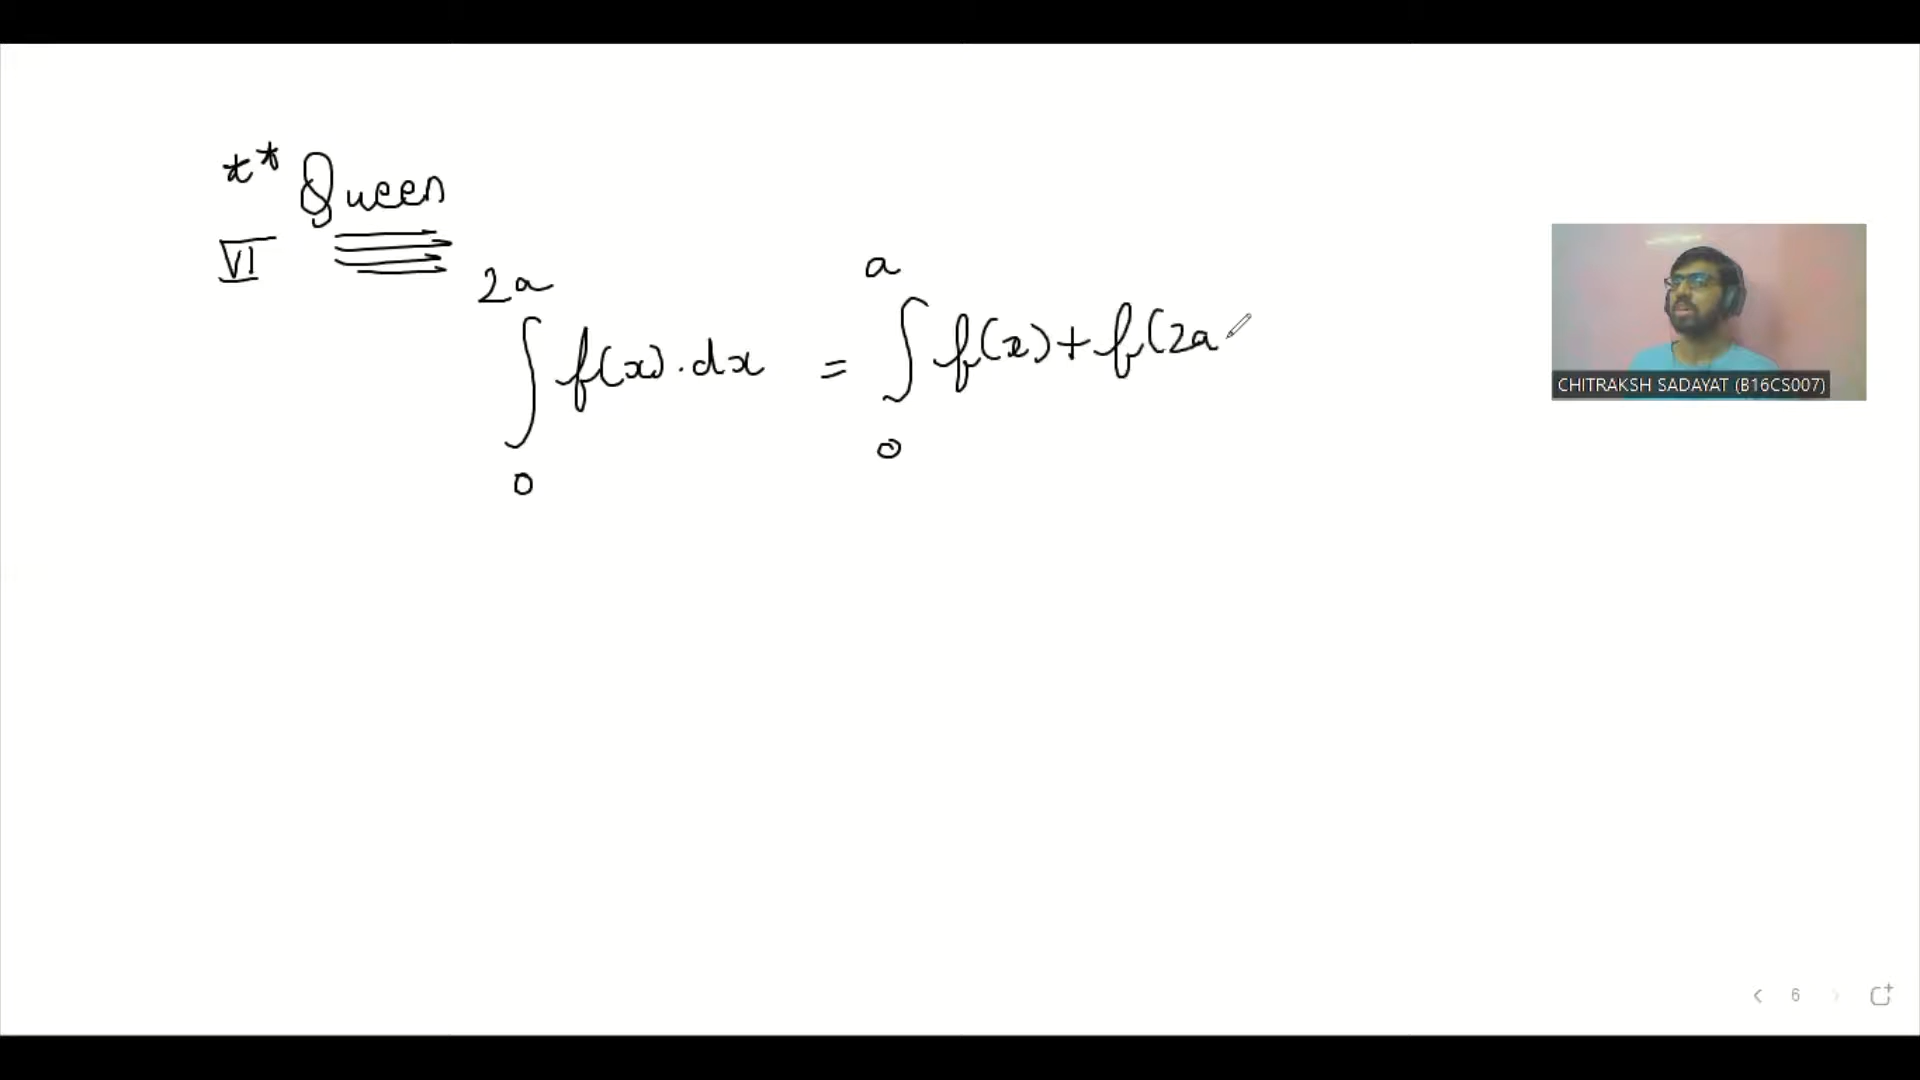 ** Queen
VI
2a a
∫ f(x).dx = ∫ f(x)+f(2a
0 0
CHITRAKSH SADAYAT (B16CS007)
< 6 >